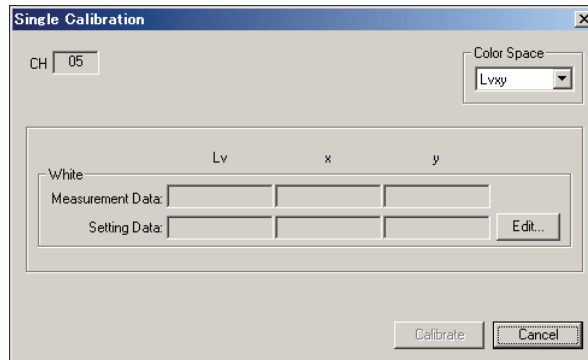 Single Calibration
CH 05
Color Space
Lvxy
Lv x y
White
Measurement Data:
Setting Data: Edit...
Calibrate Cancel